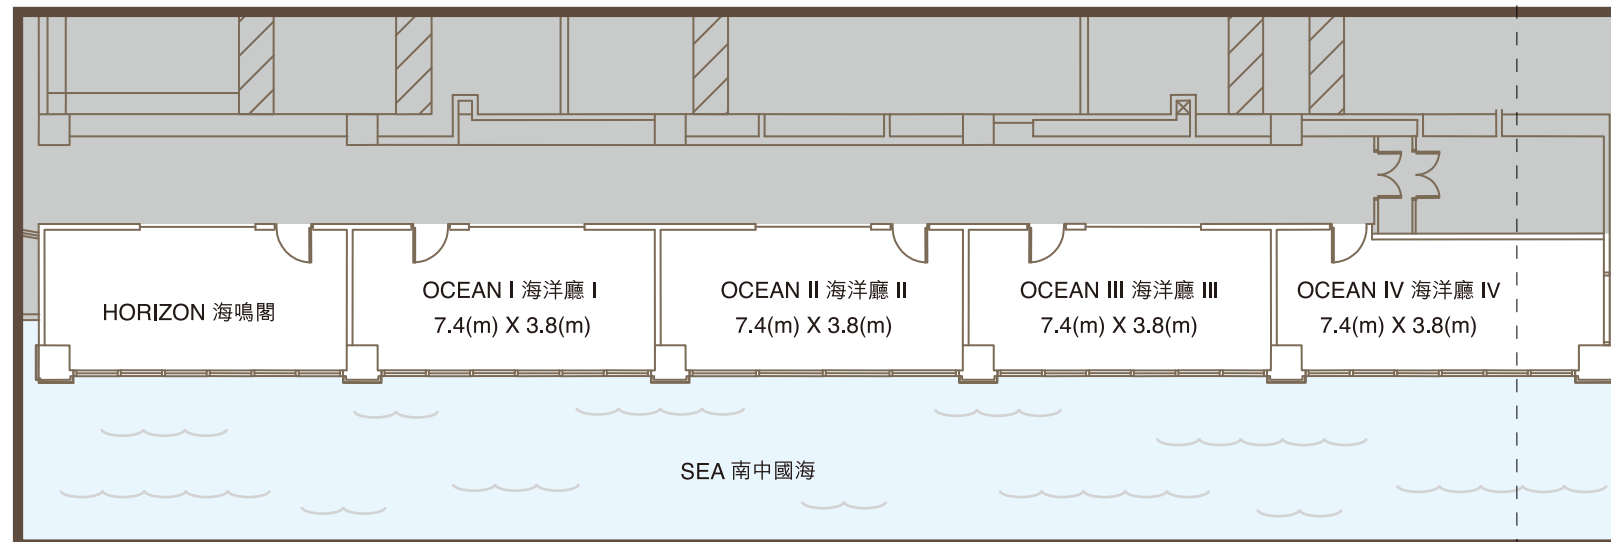 HORIZON 海鳴閣
OCEAN I 海洋廳 I
7.4(m) X 3.8(m)
OCEAN II 海洋廳 II
7.4(m) X 3.8(m)
OCEAN III 海洋廳 III
7.4(m) X 3.8(m)
OCEAN IV 海洋廳 IV
7.4(m) X 3.8(m)
SEA 南中國海